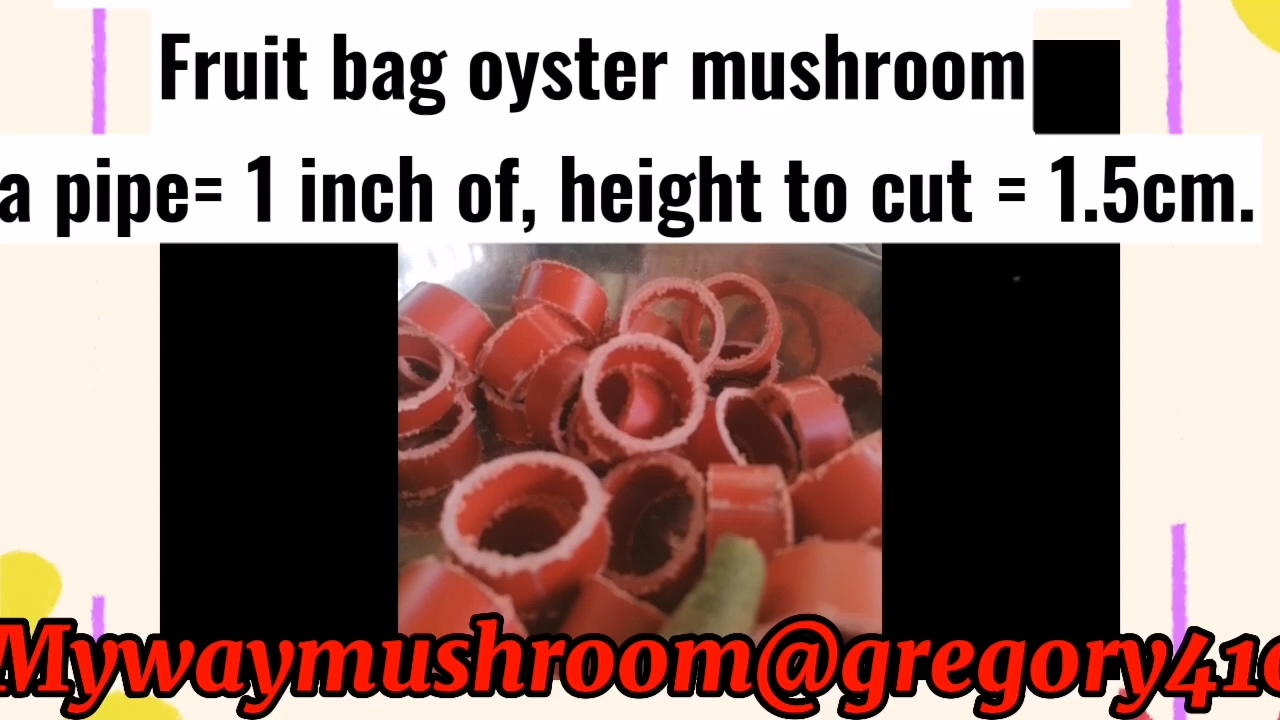 Fruit bag oyster mushroom
a pipe= 1 inch of, height to cut = 1.5cm.
Mywaymushroom@gregory41